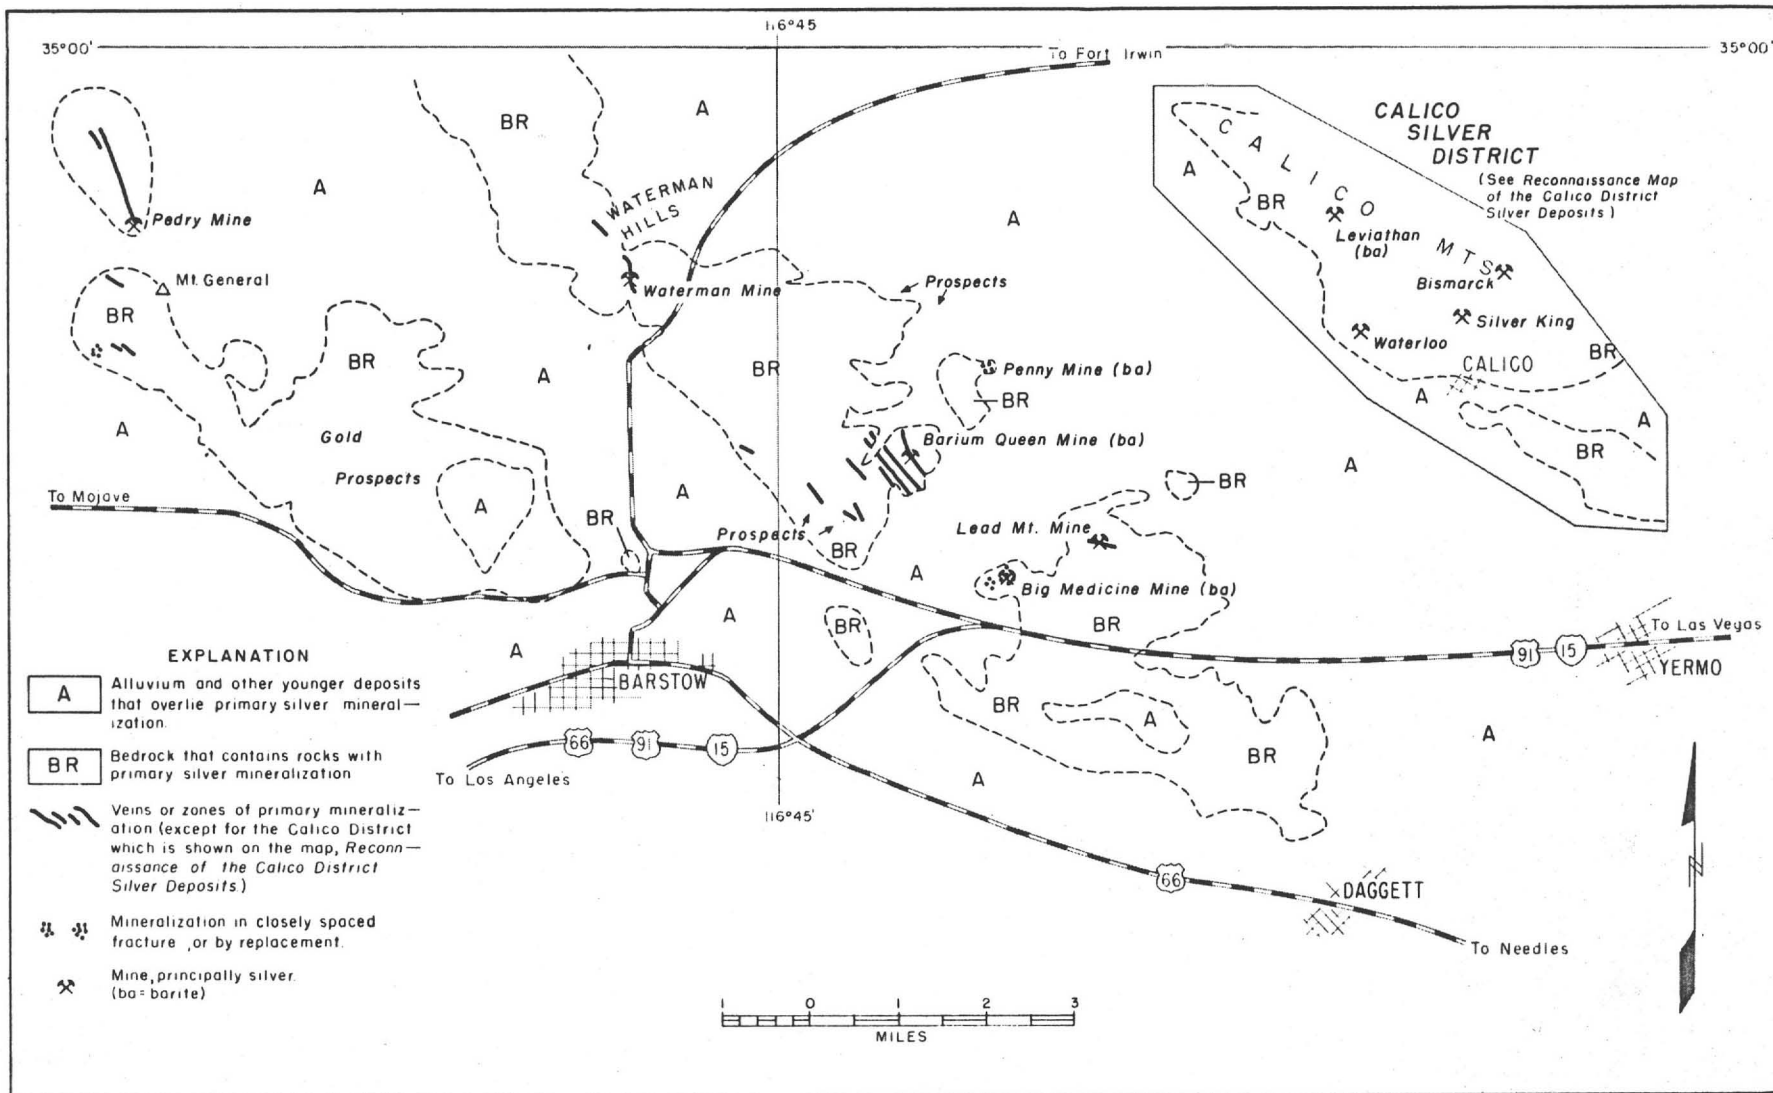 116°45
35°00'
35°00'
To Fort Irwin
CALICO
SILVER
DISTRICT
(See Reconnaissance Map
of the Calico District
Silver Deposits)
BR
A
A
CALICO MTS
A
BR
Leviathan
(ba)
Bismarck
Silver King
Waterloo
CALICO
BR
A
A
BR
WATERMAN
HILLS
Pedry Mine
A
Mt. General
BR
Waterman Mine
Prospects
BR
BR
A
Penny Mine (ba)
BR
A
Gold
Prospects
A
Barium Queen Mine (ba)
A
A
BR
To Mojave
BR
Prospects
BR
Lead Mt. Mine
A
Big Medicine Mine (ba)
BR
A
BR
A
To Las Vegas
91
15
YERMO
BARSTOW
BR
A
A
BR
66
91
15
To Los Angeles
A
116°45'
66
DAGGETT
To Needles
EXPLANATION
A
Alluvium and other younger deposits
that overlie primary silver mineral—
ization.
BR
Bedrock that contains rocks with
primary silver mineralization
Veins or zones of primary mineraliz—
ation (except for the Calico District
which is shown on the map, Reconn—
aissance of the Calico District
Silver Deposits.)
Mineralization in closely spaced
fracture ,or by replacement.
Mine, principally silver.
(ba=barite)
1 0 1 2 3
MILES
N